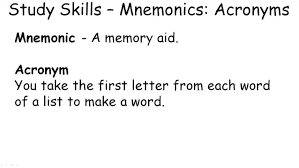 Study Skills – Mnemonics: Acronyms
Mnemonic - A memory aid.
Acronym
You take the first letter from each word
of a list to make a word.